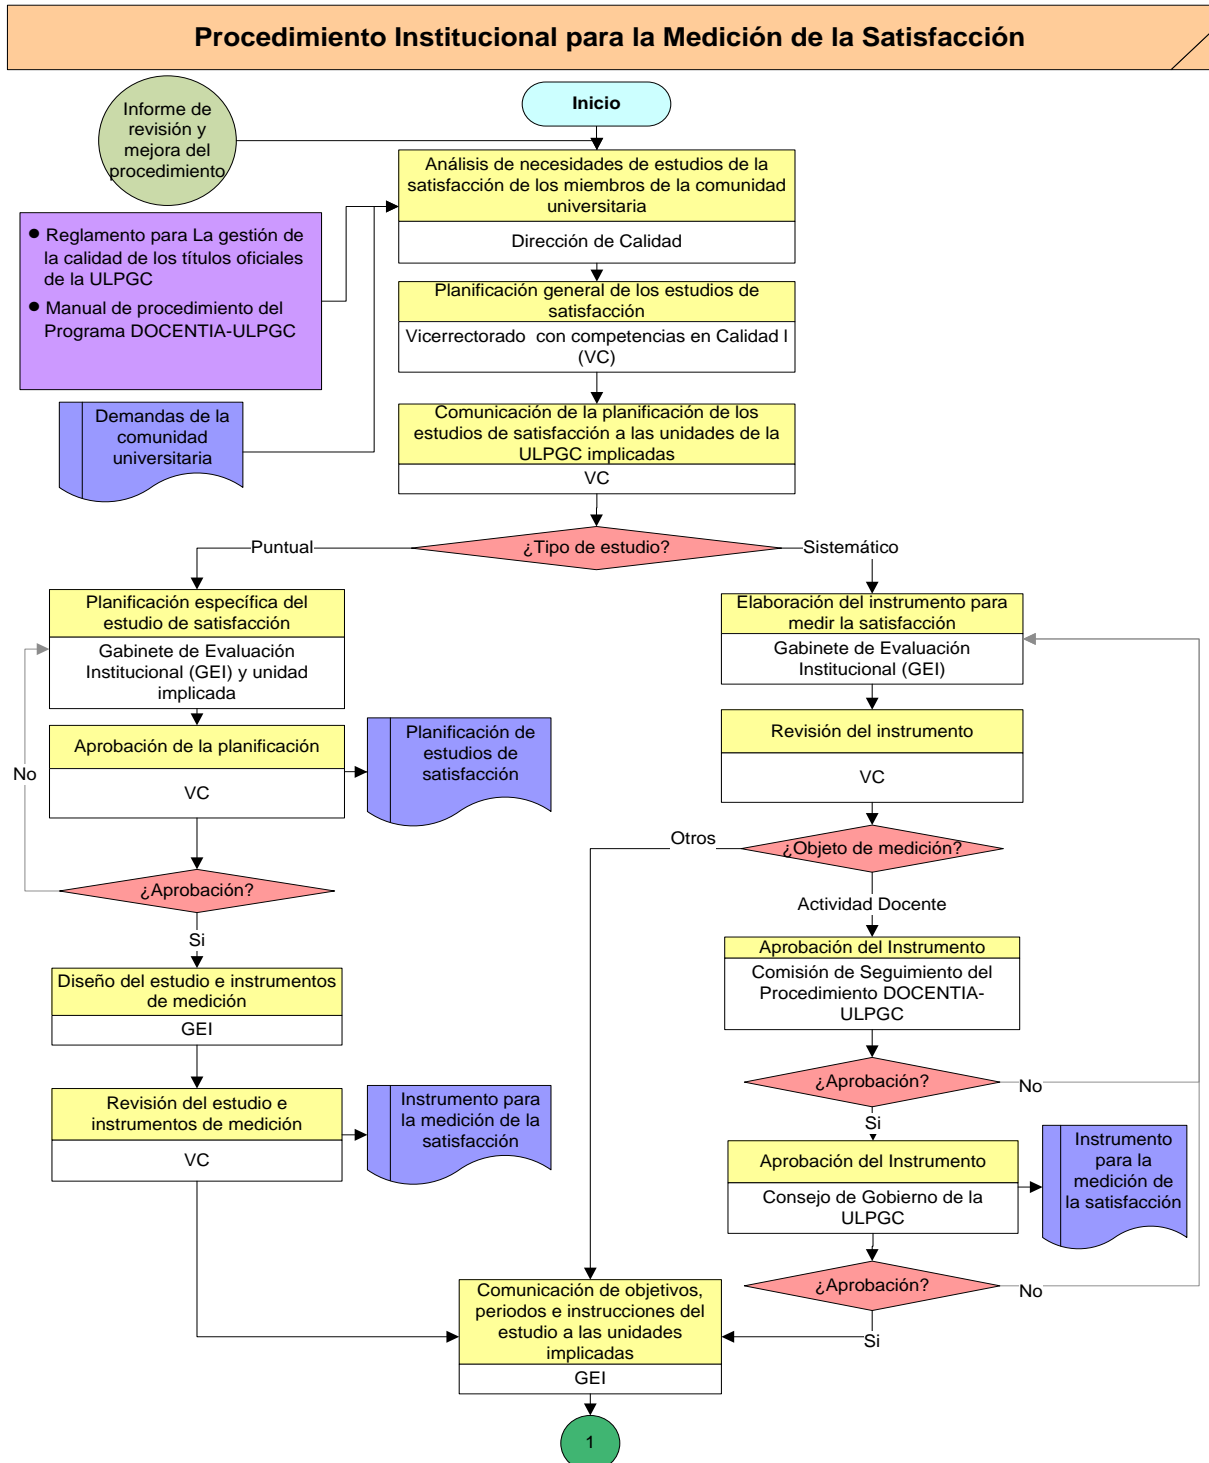 Procedimiento Institucional para la Medición de la Satisfacción
Informe de
revisión y
mejora del
procedimiento
Inicio
Análisis de necesidades de estudios de la
satisfacción de los miembros de la comunidad
universitaria
Dirección de Calidad
● Reglamento para La gestión de
la calidad de los títulos oficiales
de la ULPGC
● Manual de procedimiento del
Programa DOCENTIA-ULPGC
Planificación general de los estudios de
satisfacción
Vicerrectorado con competencias en Calidad I
(VC)
Demandas de la
comunidad
universitaria
Comunicación de la planificación de los
estudios de satisfacción a las unidades de la
ULPGC implicadas
VC
¿Tipo de estudio?
Puntual
Sistemático
Planificación específica del
estudio de satisfacción
Gabinete de Evaluación
Institucional (GEI) y unidad
implicada
Aprobación de la planificación
VC
Planificación de
estudios de
satisfacción
No
¿Aprobación?
Si
Diseño del estudio e instrumentos
de medición
GEI
Revisión del estudio e
instrumentos de medición
VC
Instrumento para
la medición de la
satisfacción
Elaboración del instrumento para
medir la satisfacción
Gabinete de Evaluación
Institucional (GEI)
Revisión del instrumento
VC
¿Objeto de medición?
Otros
Actividad Docente
Aprobación del Instrumento
Comisión de Seguimiento del
Procedimiento DOCENTIA-
ULPGC
¿Aprobación?
No
Si
Aprobación del Instrumento
Consejo de Gobierno de la
ULPGC
Instrumento
para la
medición de
la satisfacción
¿Aprobación?
No
Si
Comunicación de objetivos,
periodos e instrucciones del
estudio a las unidades
implicadas
GEI
1